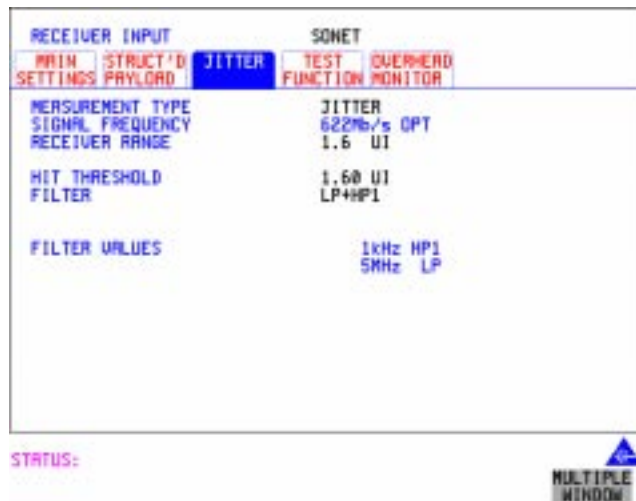 RECEIVER INPUT SONET
MAIN SETTINGS STRUCT'D PAYLOAD JITTER TEST FUNCTION OVERHEAD MONITOR
MEASUREMENT TYPE JITTER
SIGNAL FREQUENCY 622Mb/s OPT
RECEIVER RANGE 1.6 UI
HIT THRESHOLD 1.60 UI
FILTER LP+HP1
FILTER VALUES 1kHz HP1
5MHz LP
STATUS:
MULTIPLE
WINDOW